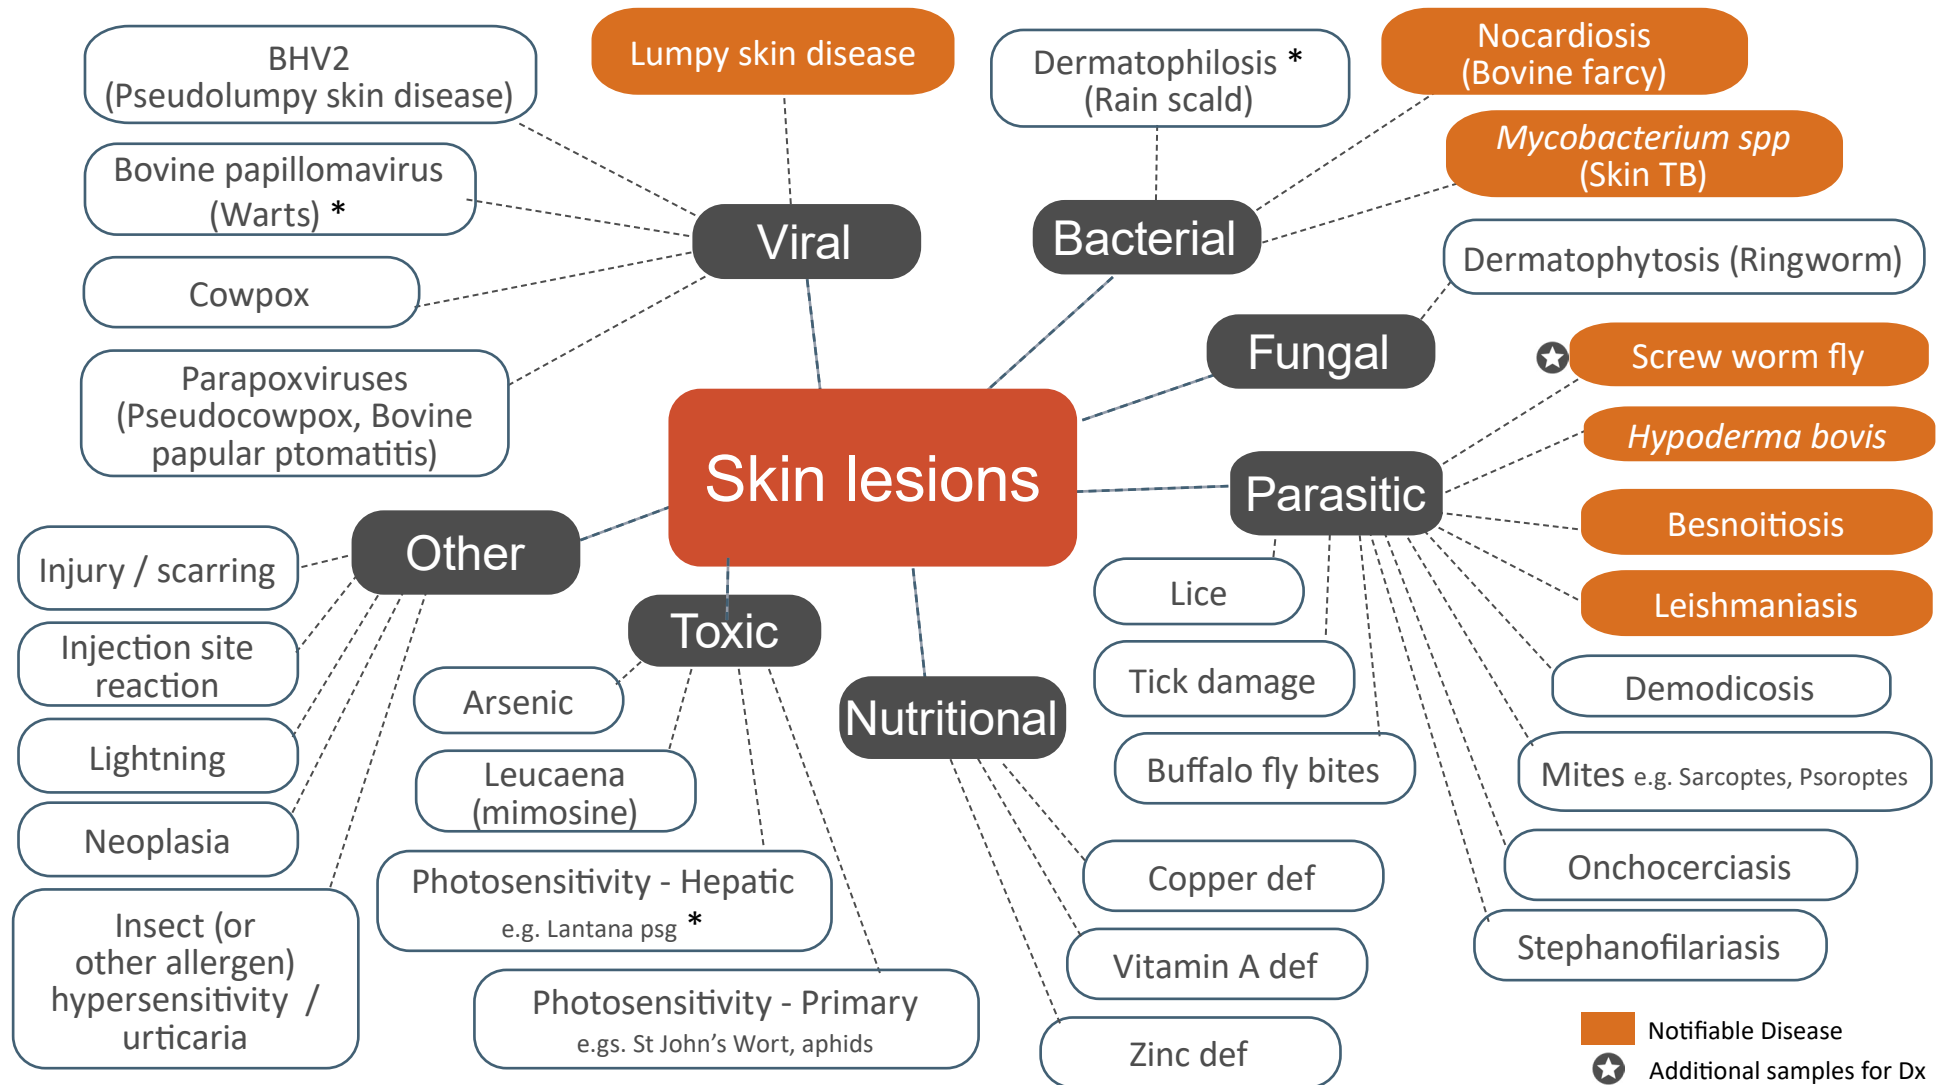 BHV2
(Pseudolumpy skin disease)
Lumpy skin disease
Dermatophilosis *
(Rain scald)
Nocardiosis
(Bovine farcy)
Bovine papillomavirus
(Warts) *
Mycobacterium spp
(Skin TB)
Viral
Bacterial
Dermatophytosis (Ringworm)
Cowpox
Fungal
Screw worm fly
Parapoxviruses
(Pseudocowpox, Bovine
papular ptomatitis)
Hypoderma bovis
Skin lesions
Parasitic
Besnoitiosis
Leishmaniasis
Other
Injury / scarring
Injection site
reaction
Lightning
Neoplasia
Insect (or
other allergen)
hypersensitivity /
urticaria
Toxic
Arsenic
Leucaena
(mimosine)
Photosensitivity - Hepatic
e.g. Lantana psg *
Photosensitivity - Primary
e.gs. St John's Wort, aphids
Nutritional
Copper def
Vitamin A def
Zinc def
Lice
Tick damage
Buffalo fly bites
Demodicosis
Mites e.g. Sarcoptes, Psoroptes
Onchocerciasis
Stephanofilariasis
Notifiable Disease
Additional samples for Dx